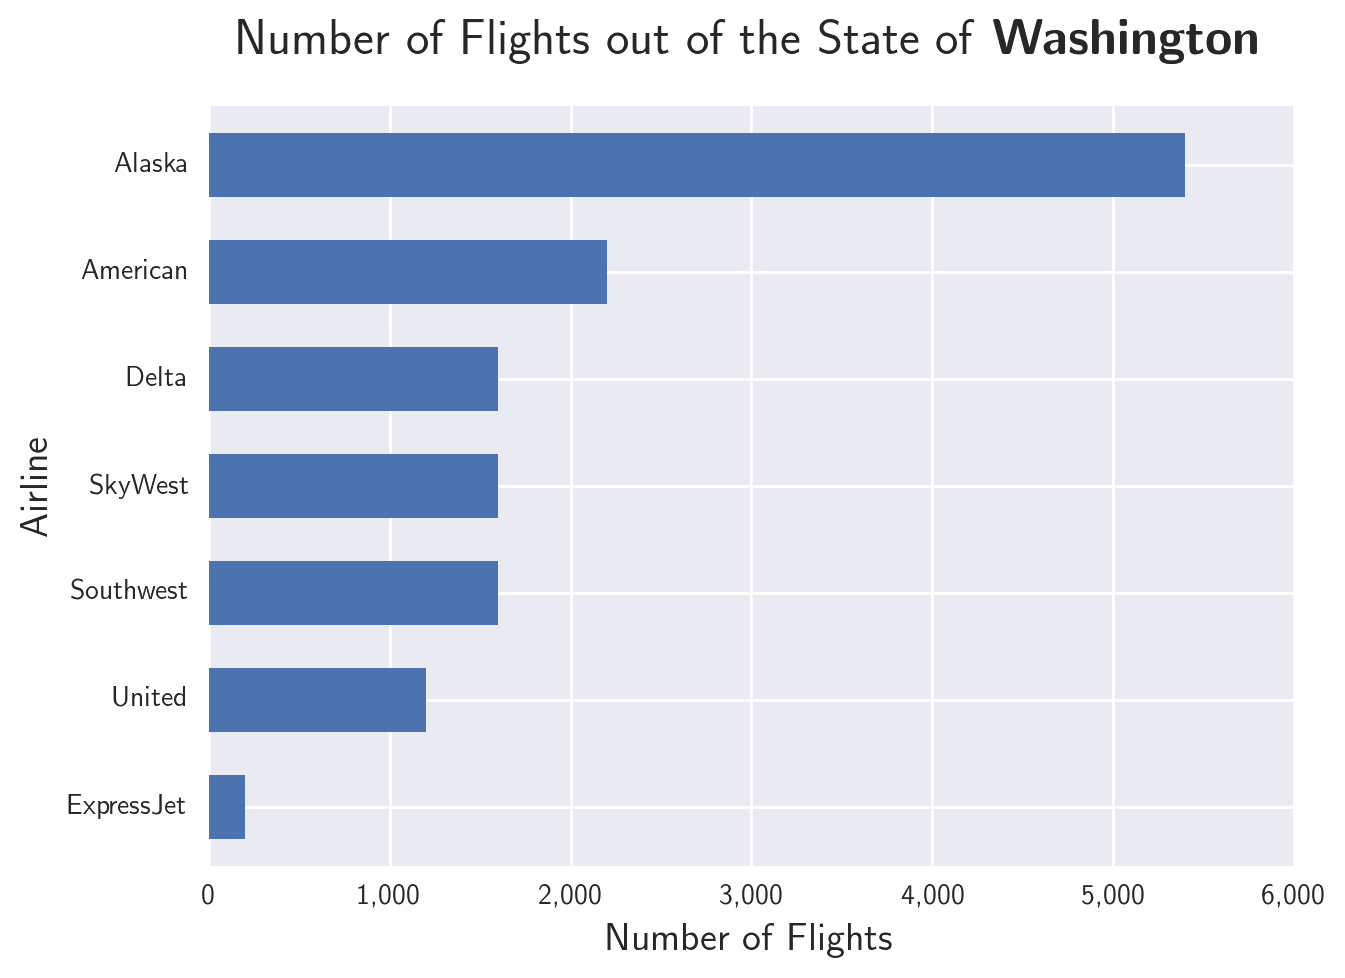 Number of Flights out of the State of Washington
Alaska
American
Delta
SkyWest
Southwest
United
ExpressJet
Airline
0 1,000 2,000 3,000 4,000 5,000 6,000
Number of Flights